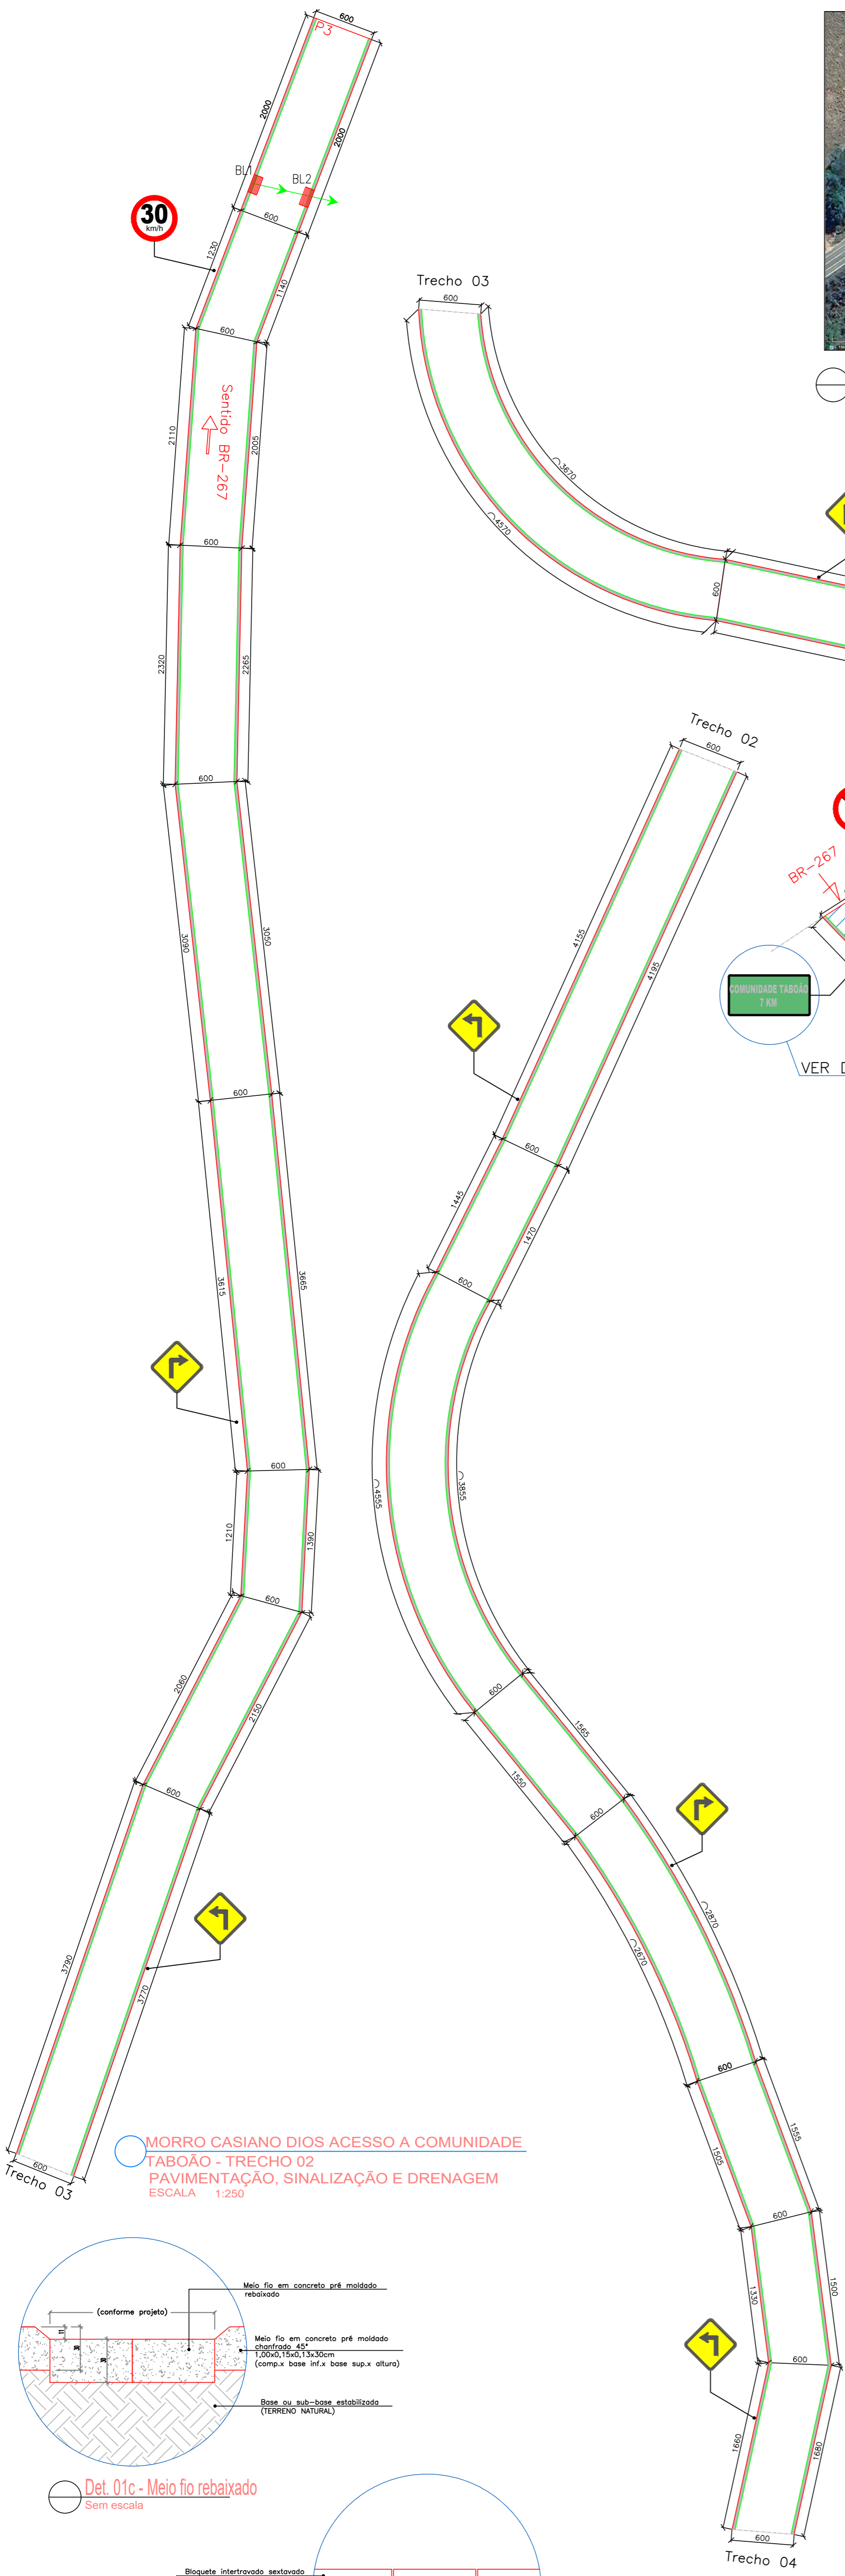 600
P3
2000
2000
BL1
BL2
600
30
km/h
1230
1140
600
Sentido BR-267
2110
2005
600
2320
2265
600
3090
3050
600
3615
3665
600
1210
1390
600
2060
2150
600
3790
3770
600
Trecho 03
Trecho 03
600
3670
4570
600
Trecho 02
600
4155
4195
600
1445
1470
600
4555
3855
600
1565
1550
600
2870
2670
600
1555
1505
600
1500
1330
600
1660
1680
600
Trecho 04
BR-267
COMUNIDADE TABOÃO
7 KM
VER D
MORRO CASIANO DIOS ACESSO A COMUNIDADE
TABOÃO - TRECHO 02
PAVIMENTAÇÃO, SINALIZAÇÃO E DRENAGEM
ESCALA 1:250
Meio fio em concreto pré moldado
rebaixado
(conforme projeto)
11
30
30
Meio fio em concreto pré moldado
chanfrado 45°
1,00x0,15x0,13x30cm
(comp.x base inf.x base sup.x altura)
Base ou sub-base estabilizada
(TERRENO NATURAL)
Det. 01c - Meio fio rebaixado
Sem escala
Bloquete intertravado sextavado